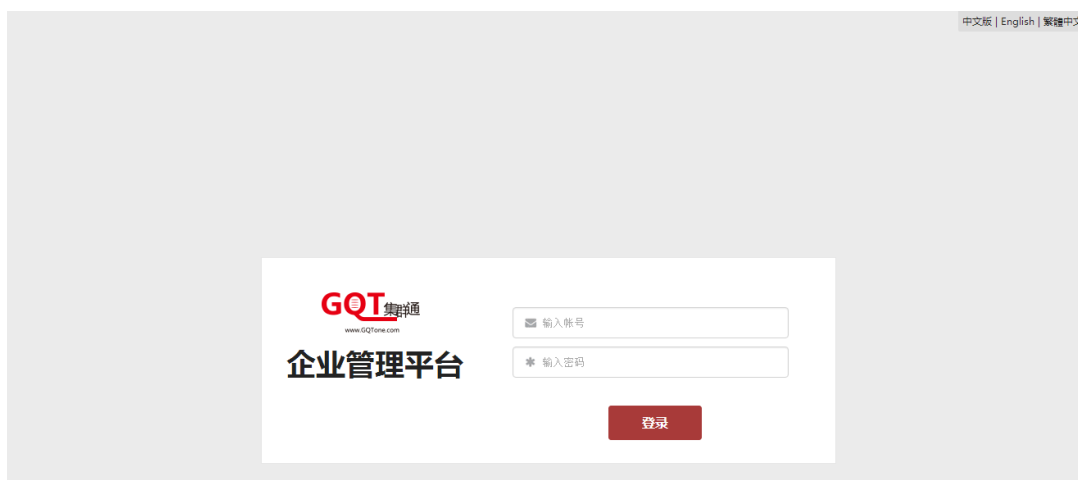 中文版 | English | 繁體中文
GQT集群通
www.GQTone.com
企业管理平台
输入帐号
输入密码
登录